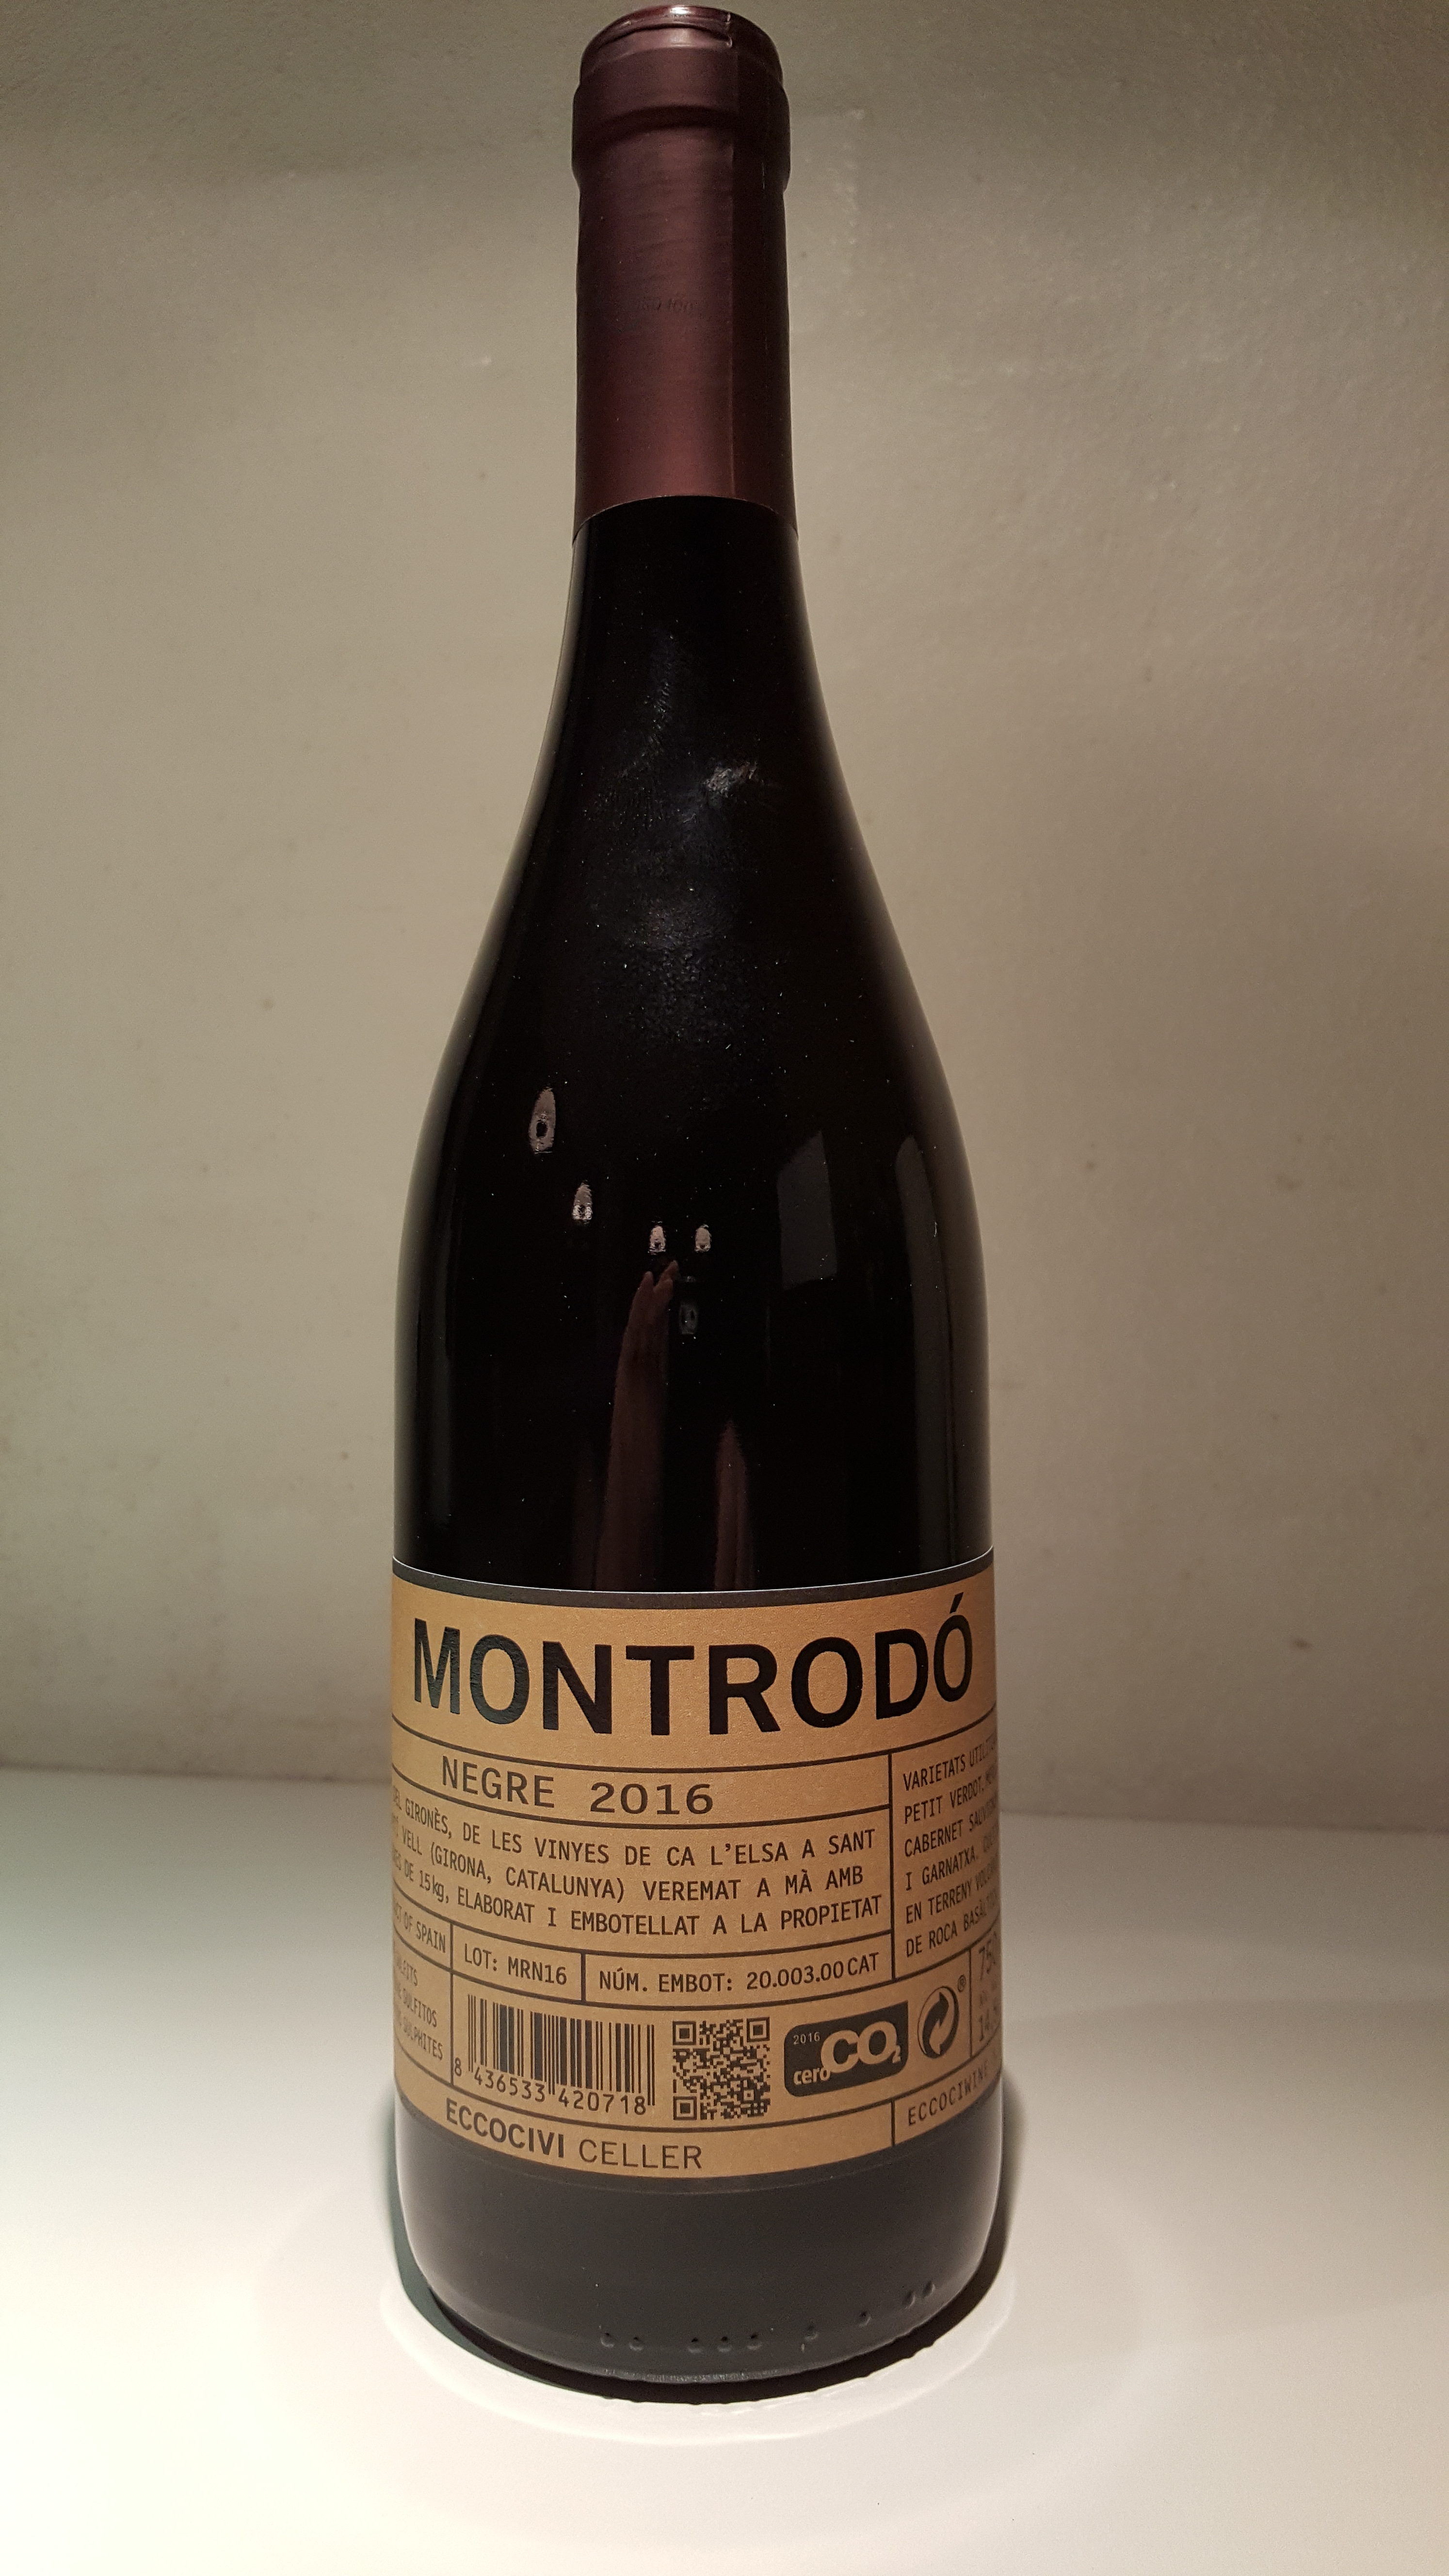 MONTRODÓ
NEGRE 2016
GIRONÈS, DE LES VINYES DE CA L'ELSA A SANT
VELL (GIRONA, CATALUNYA) VEREMAT A MÀ AMB
DE 15kg, ELABORAT I EMBOTELLAT A LA PROPIETAT
VARIETATS
PETIT VERDOT,
CABERNET
I GARNATXA.
EN TERRENY
DE ROCA
OF SPAIN
LOT: MRN16
NÚM. EMBOT: 20.003.00 CAT
SULFITOS
SULPHITES
8 436533 420718
2016
cero CO₂
®
ECCOCIVI CELLER